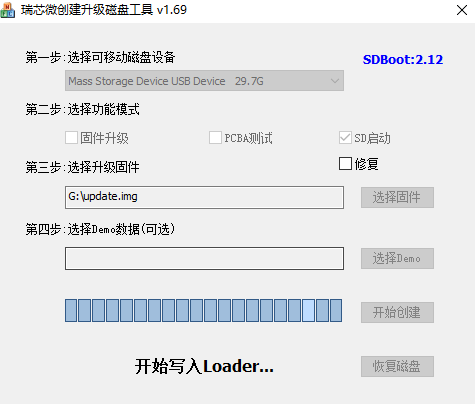 瑞芯微创建升级磁盘工具 v1.69
第一步:选择可移动磁盘设备
SDBoot:2.12
Mass Storage Device USB Device 29.7G
第二步:选择功能模式
固件升级 PCBA测试 SD启动
第三步:选择升级固件
修复
G:\update.img
选择固件
第四步:选择Demo数据(可选)
选择Demo
开始创建
开始写入Loader...
恢复磁盘